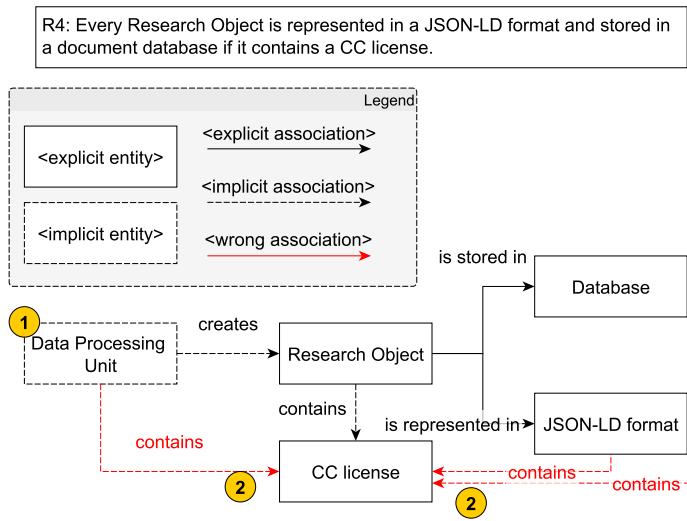 R4: Every Research Object is represented in a JSON-LD format and stored in
a document database if it contains a CC license.
Legend
<explicit entity>
<explicit association>
<implicit association>
<implicit entity>
<wrong association>
is stored in
Database
1
creates
Data Processing
Unit
Research Object
contains
is represented in
JSON-LD format
contains
CC license
contains
contains
2
2